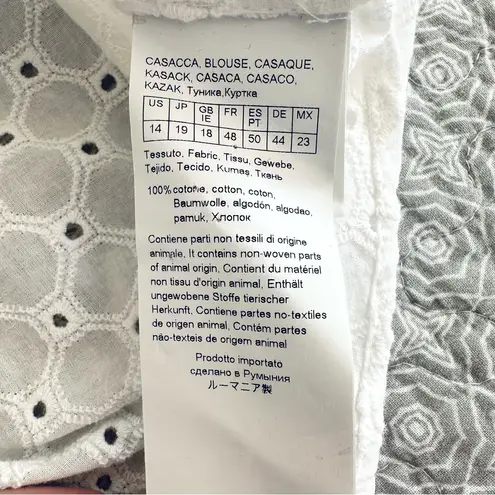 CASACCA, BLOUSE, CASAQUE,
KASACK, CASACA, CASACO,
KAZAK, Туника,Куртка
US JP GB IE FR ES PT DE MX
14 19 18 48 50 44 23
Tessuto, Fabric, Tissu, Gewebe,
Tejido, Tecido, Kumaş, Ткань
100% cotone, cotton, coton,
Baumwolle, algodón, algodao,
pamuk, Хлопок
Contiene parti non tessili di origine
animale, It contains non-woven parts
of animal origin, Contient du matériel
non tissu d'origin animal, Enthält
ungewobene Stoffe tierischer
Herkunft, Contiene partes no-textiles
de origen animal, Contém partes
não-texteis de origem animal
Prodotto importato
сделано в Румыния
ルーマニア製